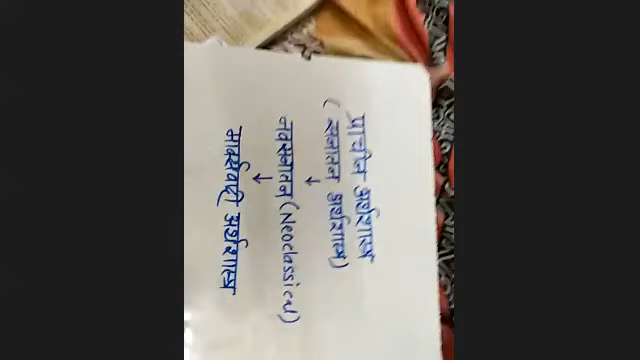 प्राचीन अर्थशास्त्र
( सनातन अर्थशास्त्र)
↓
नवसनातन (Neoclassical)
↓
मार्क्सवादी अर्थशास्त्र